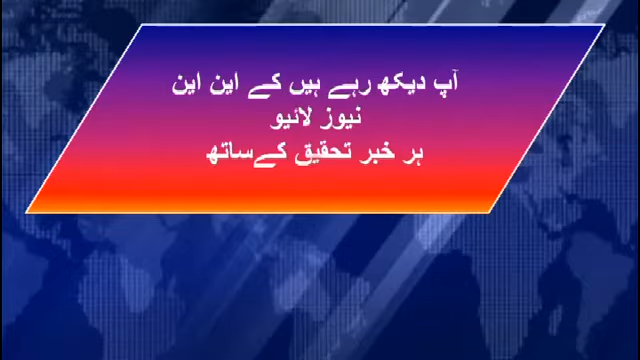 آپ دیکھ رہے ہیں کے این این
نیوز لائیو
ہر خبر تحقیق کےساتھ